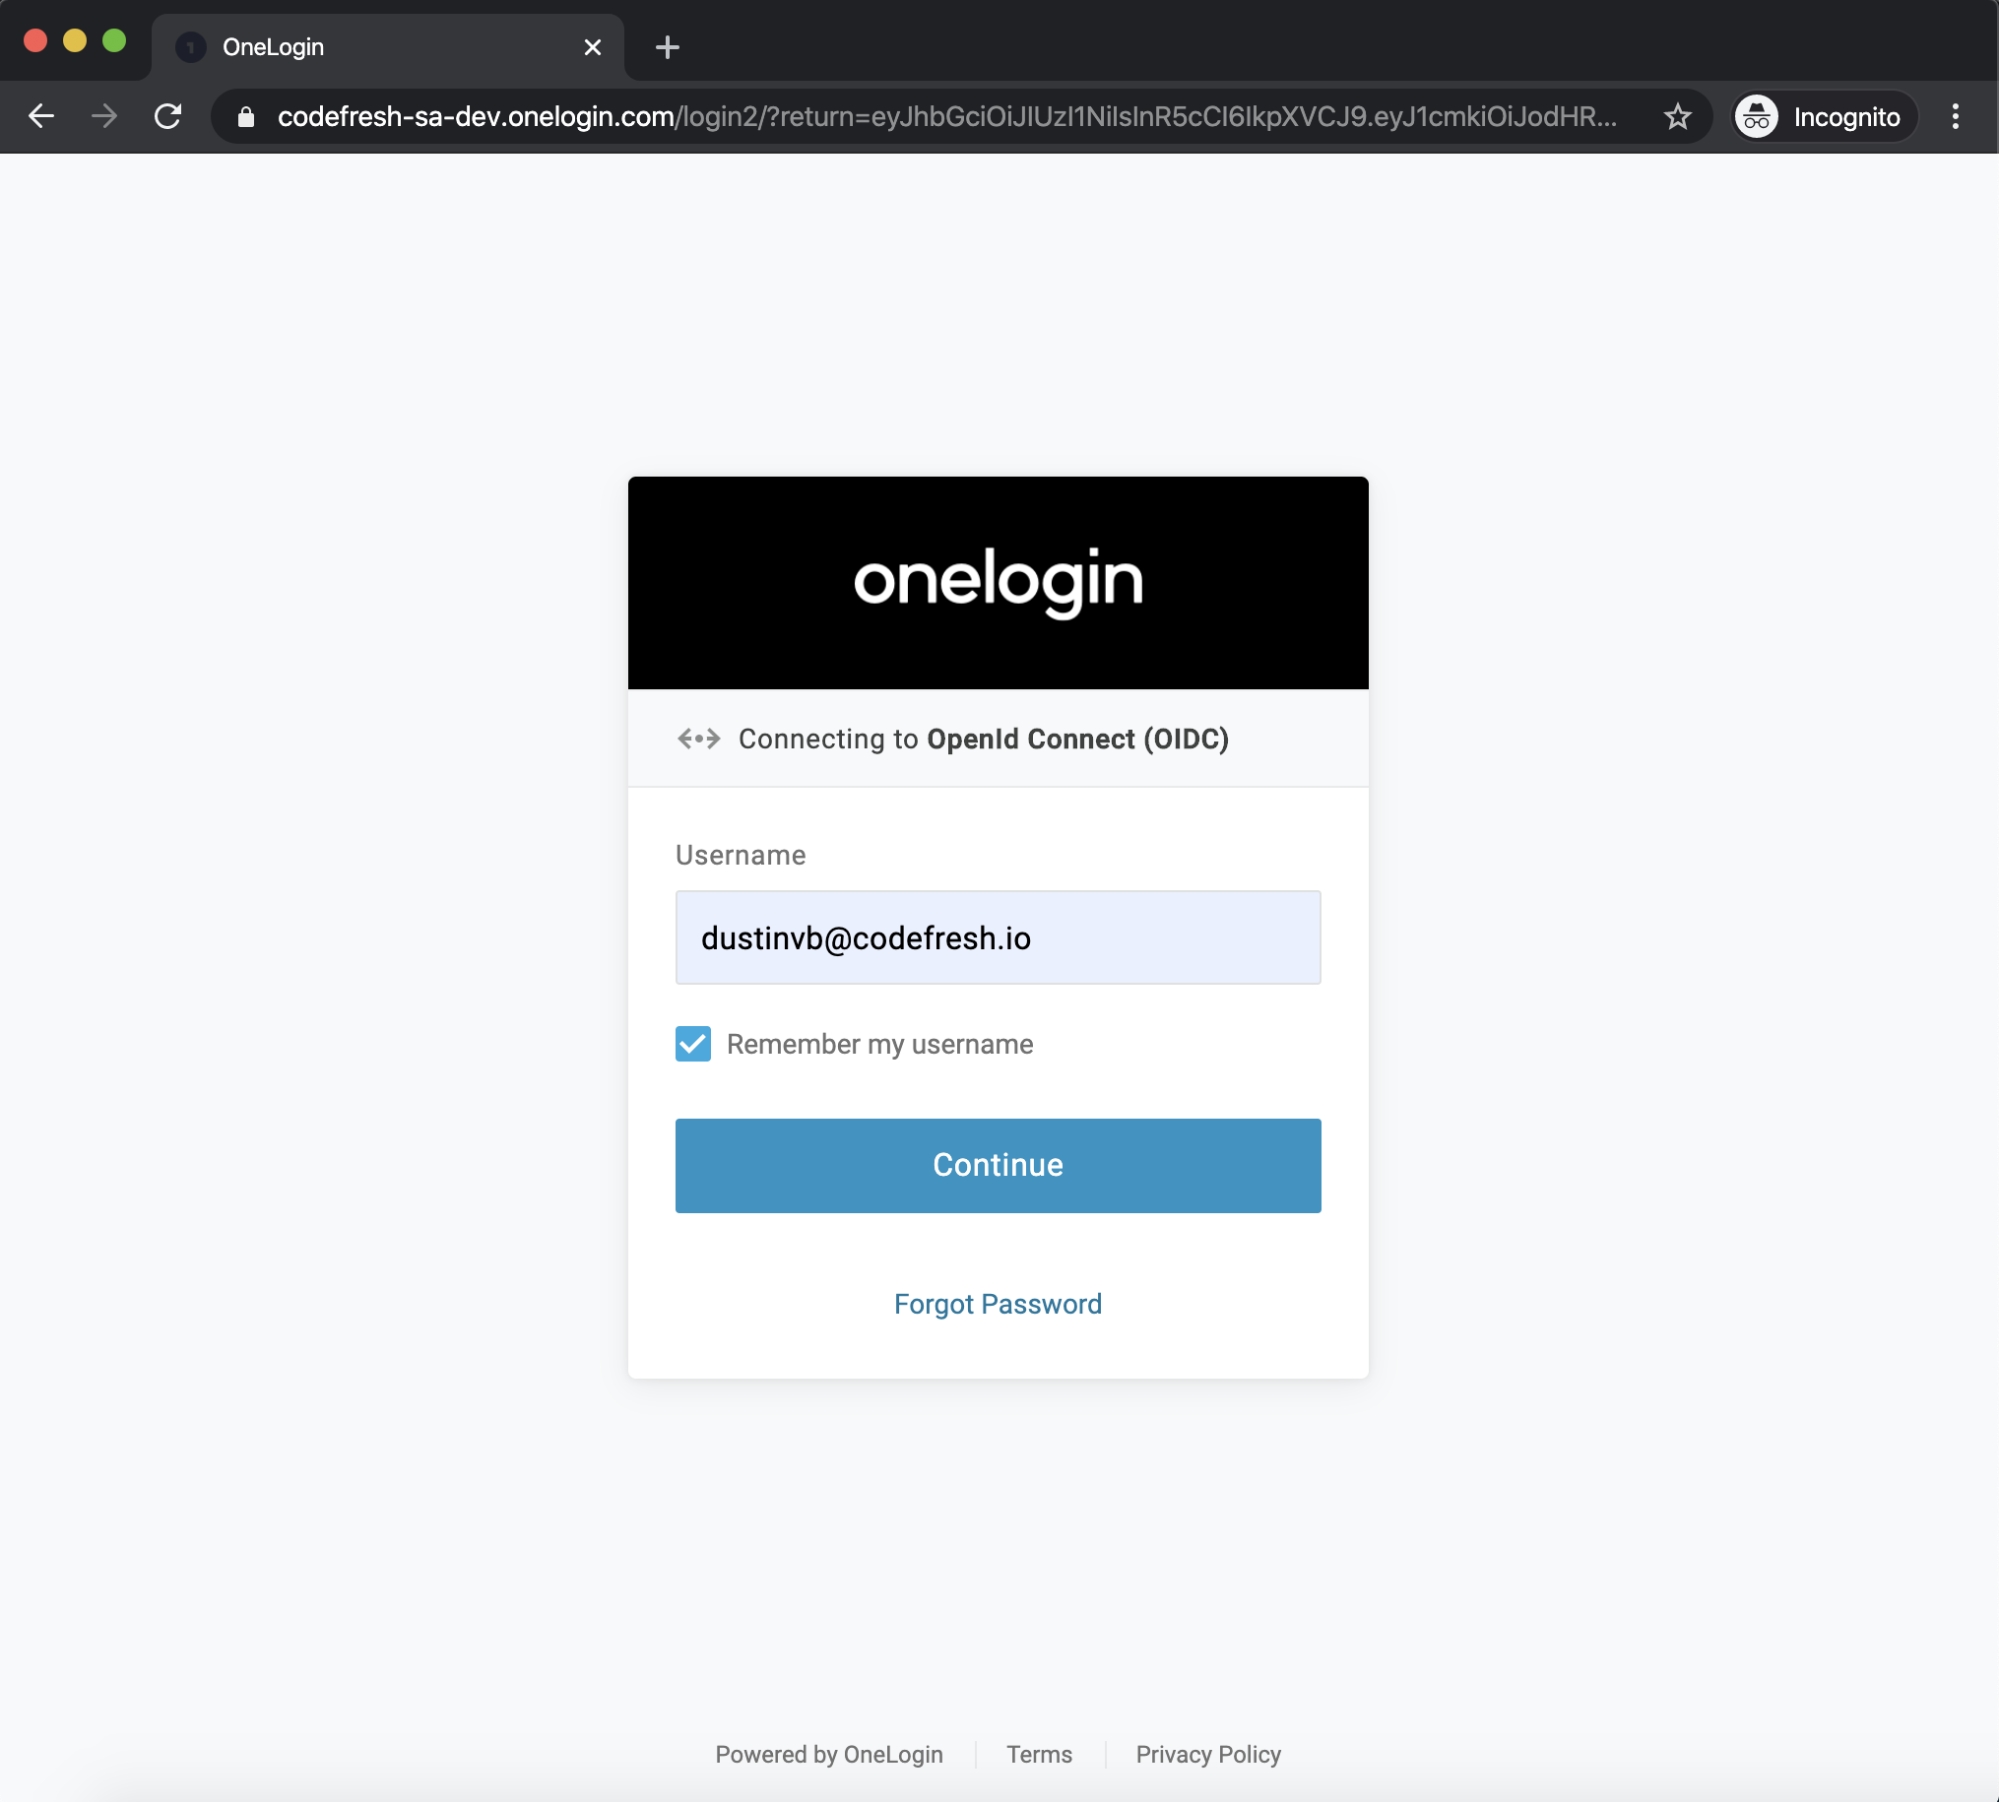 OneLogin
codefresh-sa-dev.onelogin.com/login2/?return=eyJhbGciOiJIUzI1NiIsInR5cCI6IkpXVCJ9.eyJ1cmkiOiJodHR...
Incognito
onelogin
Connecting to OpenId Connect (OIDC)
Username
dustinvb@codefresh.io
Remember my username
Continue
Forgot Password
Powered by OneLogin
Terms
Privacy Policy